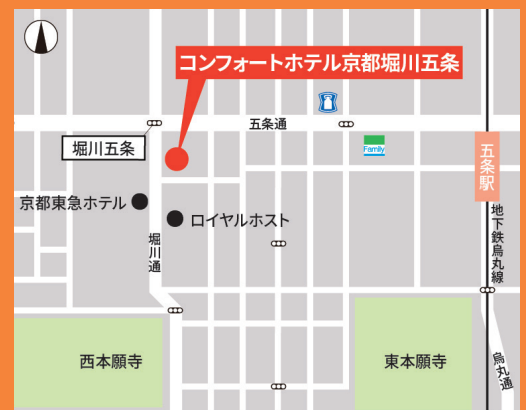 コンフォートホテル京都堀川五条
五条通
堀川五条
Family
五条駅
京都東急ホテル
ロイヤルホスト
地下鉄烏丸線
堀川通
西本願寺
東本願寺
烏丸通